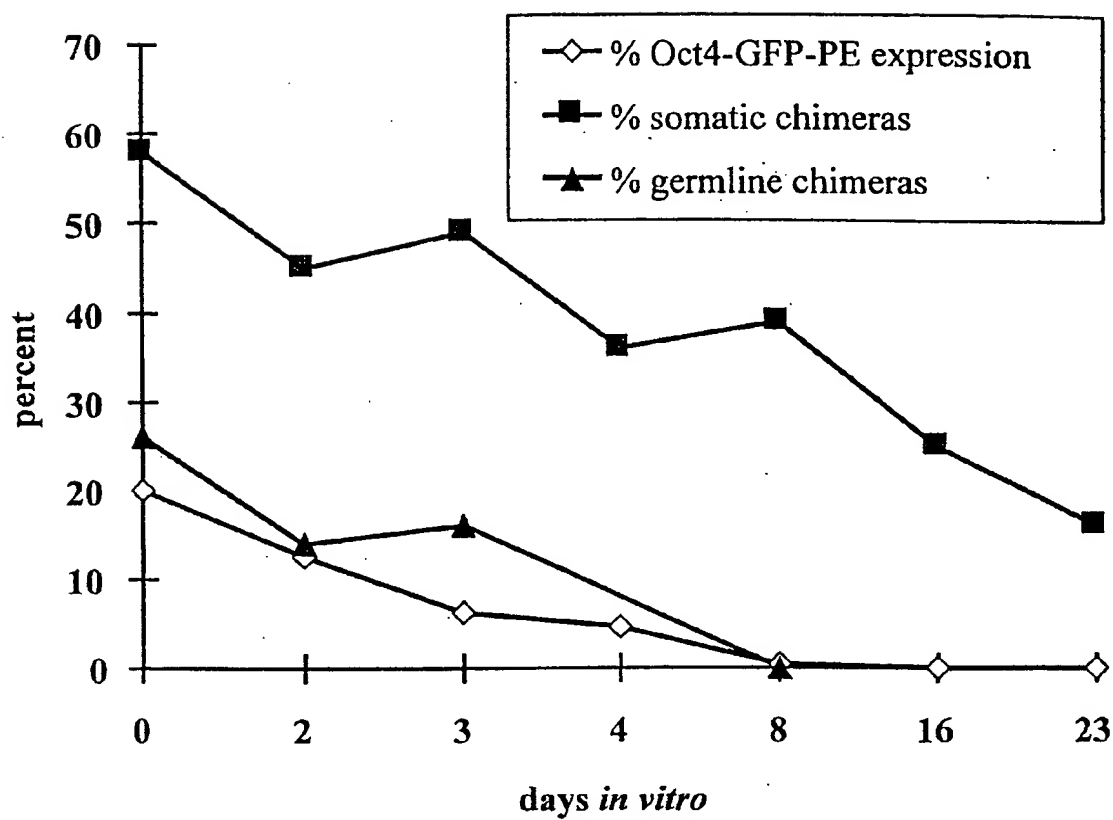 70
60
50
40
30
20
10
0
percent
% Oct4-GFP-PE expression
% somatic chimeras
% germline chimeras
0 2 3 4 8 16 23
days in vitro